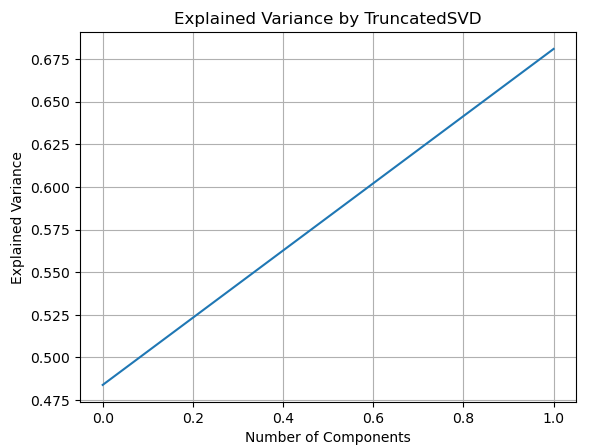 Explained Variance by TruncatedSVD
Explained Variance
0.675
0.650
0.625
0.600
0.575
0.550
0.525
0.500
0.475
0.0 0.2 0.4 0.6 0.8 1.0
Number of Components